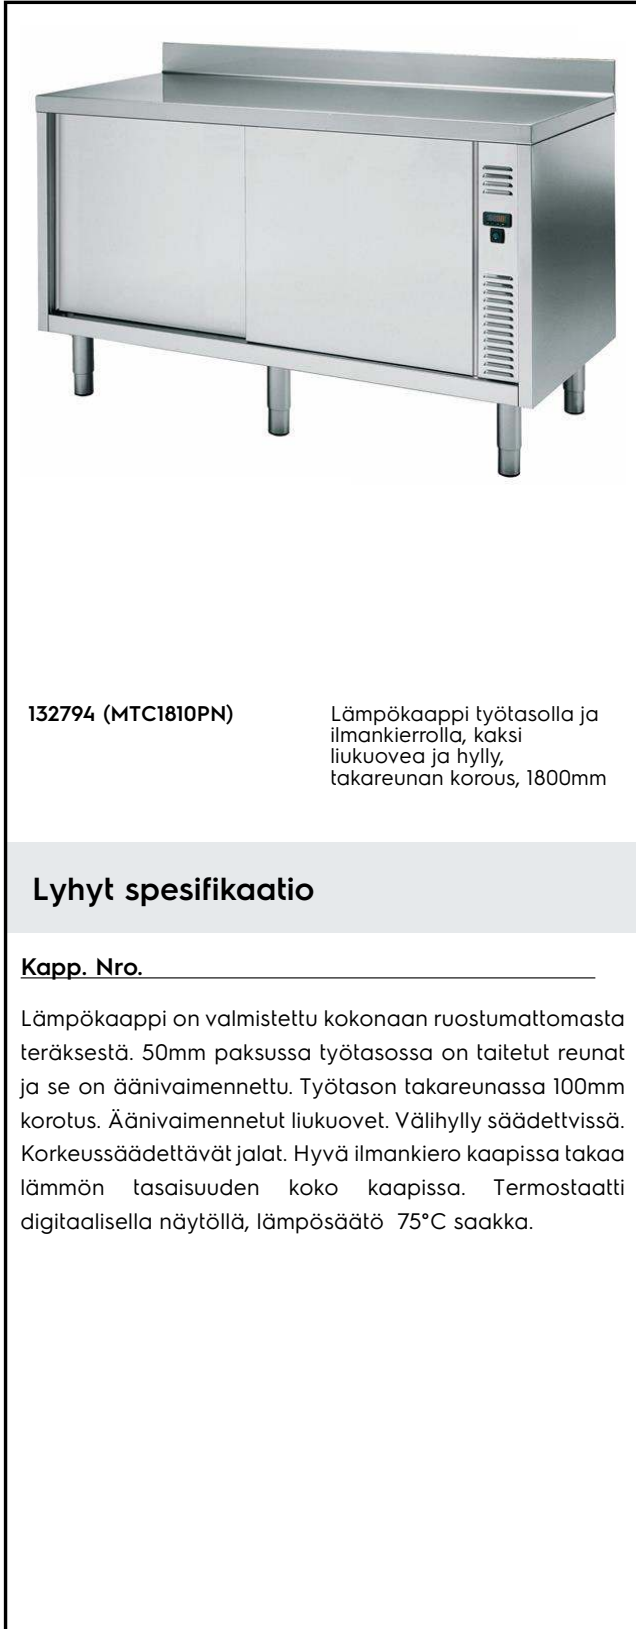 132794 (MTC1810PN)
Lämpökaappi työtasolla ja
ilmankierrolla, kaksi
liukuovea ja hylly,
takareunan korous, 1800mm
Lyhyt spesifikaatio
Kapp. Nro.
Lämpökaappi on valmistettu kokonaan ruostumattomasta
teräksestä. 50mm paksussa työtasossa on taitetut reunat
ja se on äänivaimennettu. Työtason takareunassa 100mm
korotus. Äänivaimennetut liukuovet. Välihylly säädettvissä.
Korkeussäädettävät jalat. Hyvä ilmankiero kaapissa takaa
lämmön tasaisuuden koko kaapissa. Termostaatti
digitaalisella näytöllä, lämpösäätö 75°C saakka.